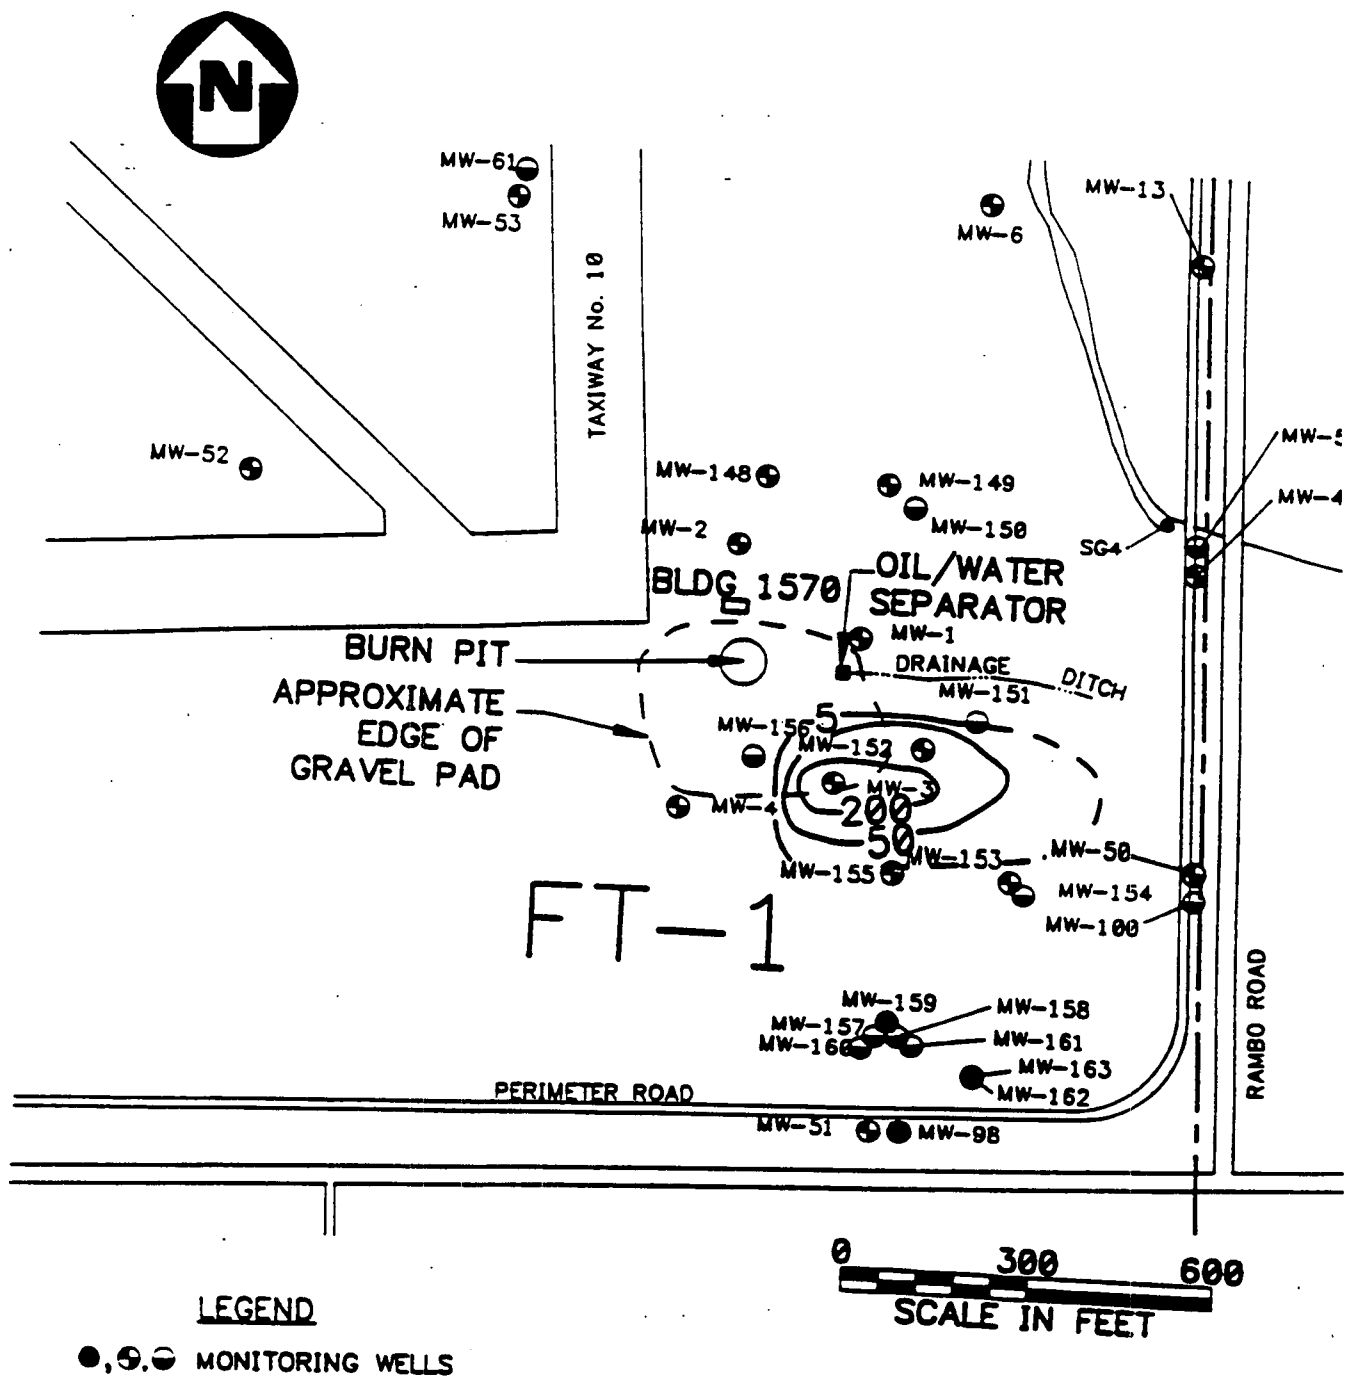 N
MW-61
MW-53
MW-6
MW-13
TAXIWAY No. 10
MW-52
MW-148
MW-149
MW-150
MW-2
MW-5
MW-4
SG4
BLDG 1570
OIL/WATER
SEPARATOR
BURN PIT
MW-1
DRAINAGE
DITCH
APPROXIMATE
EDGE OF
GRAVEL PAD
MW-151
MW-156
5
MW-152
MW-3
MW-4
200
50
MW-153
MW-50
MW-155
MW-154
MW-100
FT-1
RAMBO ROAD
MW-159
MW-158
MW-157
MW-160
MW-161
MW-163
MW-162
PERIMETER ROAD
MW-51
MW-98
0 300 600
SCALE IN FEET
LEGEND
, , MONITORING WELLS